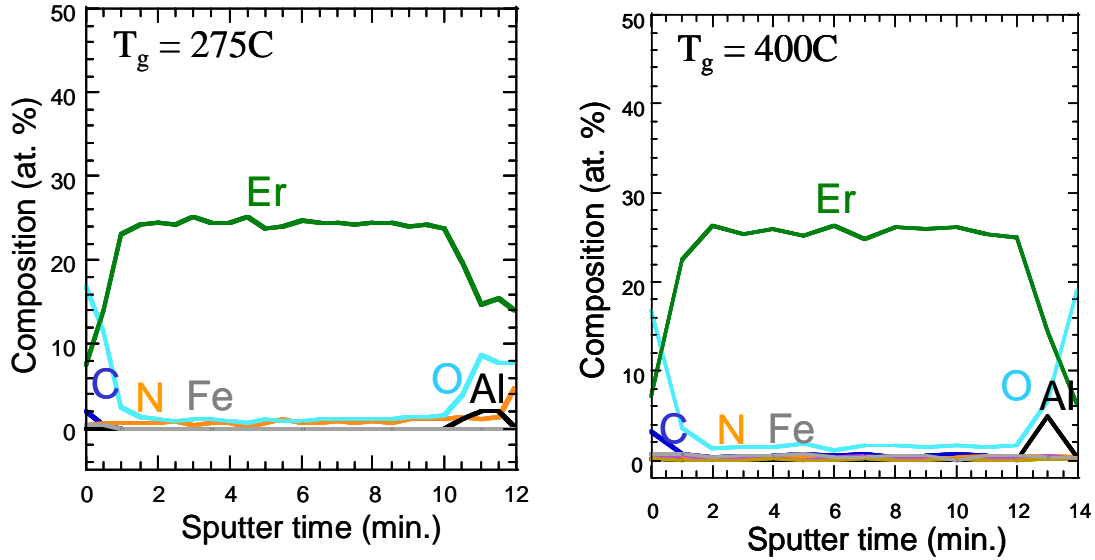 T_g = 275C
Composition (at. %)
50
40
30
20
10
0
Er
C
N
Fe
O
Al
0 2 4 6 8 10 12
Sputter time (min.)
T_g = 400C
Composition (at. %)
50
40
30
20
10
0
Er
C
N
Fe
O
Al
0 2 4 6 8 10 12 14
Sputter time (min.)